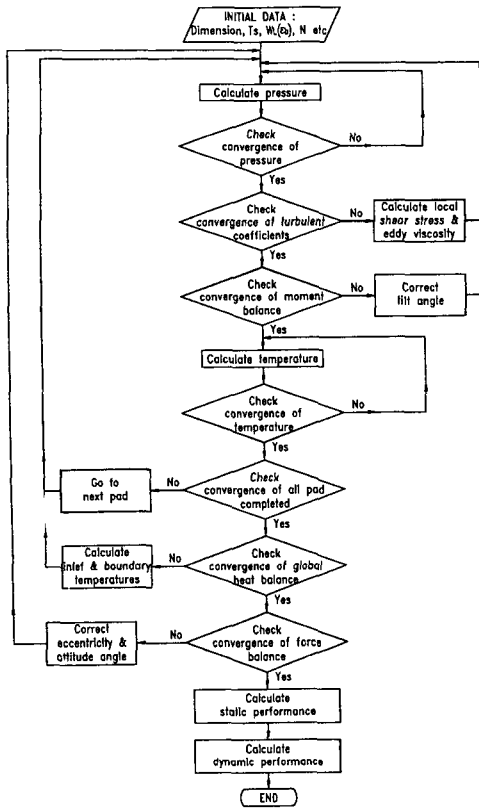 INITIAL DATA :
Dimension, Ts, WL(ε0), N etc
Calculate pressure
Check
convergence of
pressure
No
Yes
Check
convergence of turbulent
coefficients
No
Calculate local
shear stress &
eddy viscosity
Yes
Check
convergence of moment
balance
No
Correct
tilt angle
Yes
Calculate temperature
Check
convergence of
temperature
No
Yes
Check
convergence of all pad
completed
No
Go to
next pad
Yes
Check
convergence of global
heat balance
No
Calculate
inlet & boundary
temperatures
Yes
Check
convergence of force
balance
No
Correct
eccentricity &
attitude angle
Yes
Calculate
static performance
Calculate
dynamic performance
END